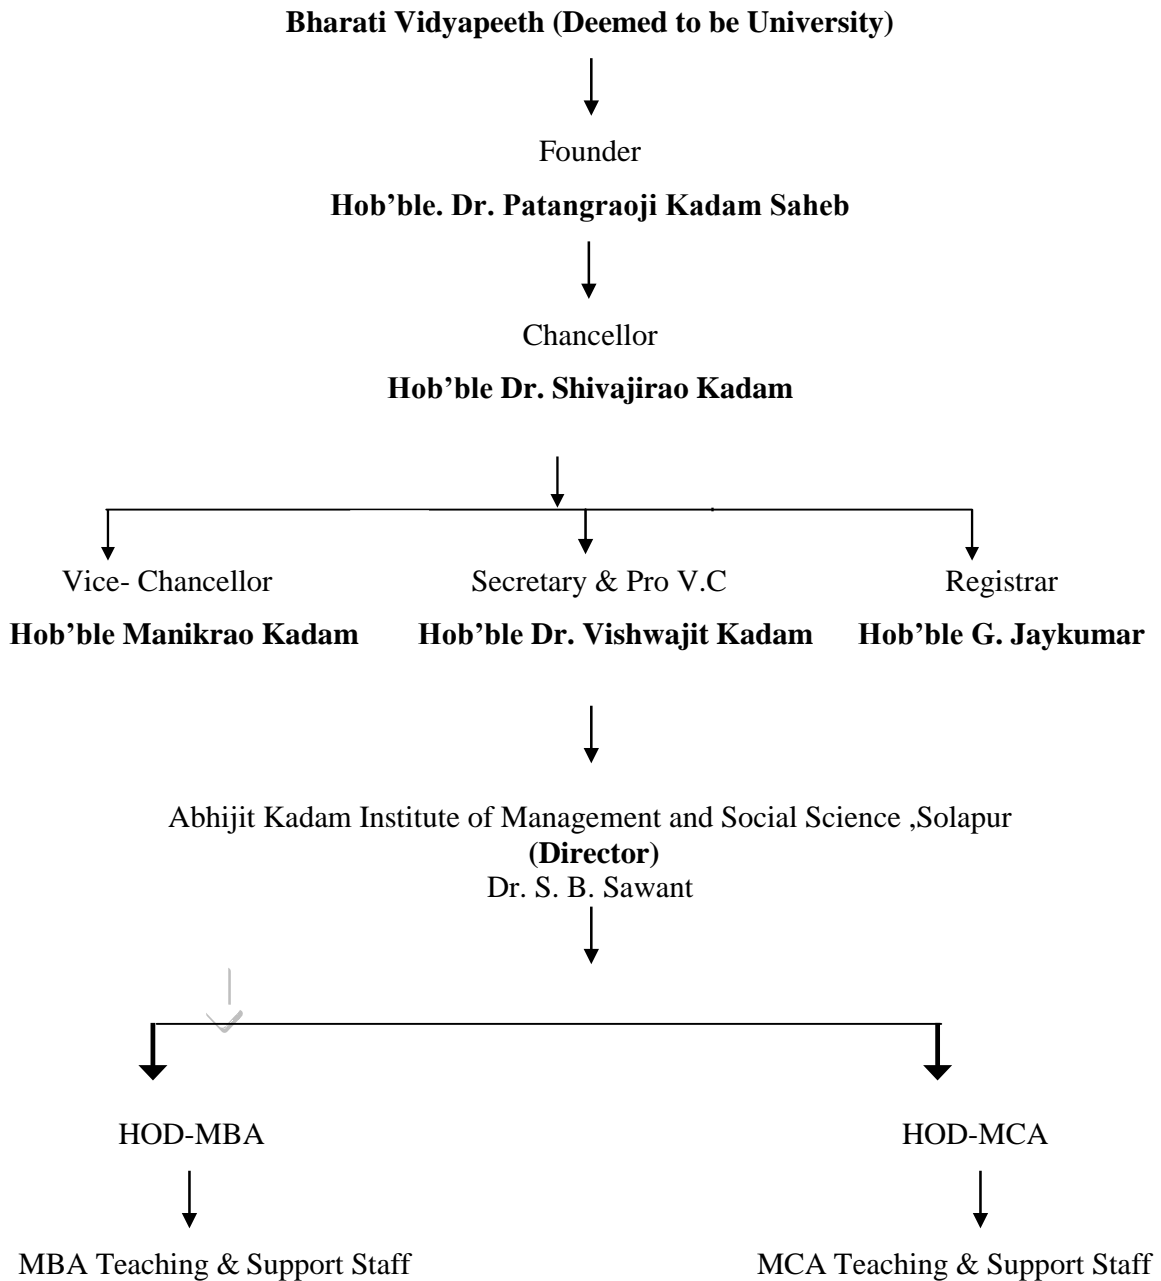 Bharati Vidyapeeth (Deemed to be University)
Founder
Hob’ble. Dr. Patangraoji Kadam Saheb
Chancellor
Hob’ble Dr. Shivajirao Kadam
Vice- Chancellor Secretary & Pro V.C Registrar
Hob’ble Manikrao Kadam Hob’ble Dr. Vishwajit Kadam Hob’ble G. Jaykumar
Abhijit Kadam Institute of Management and Social Science ,Solapur
(Director)
Dr. S. B. Sawant
HOD-MBA HOD-MCA
MBA Teaching & Support Staff MCA Teaching & Support Staff